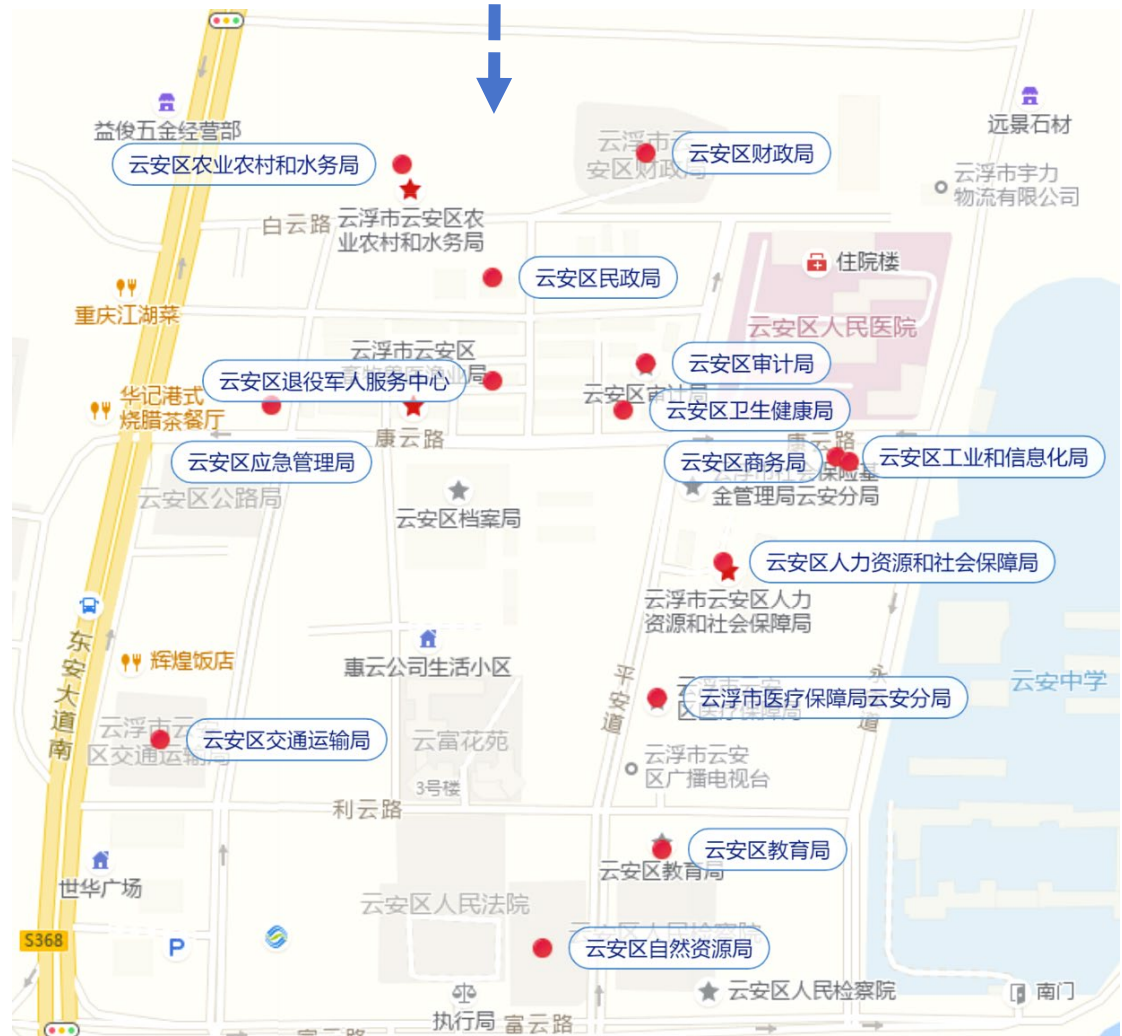 益俊五金经营部
远景石材
云安区农业农村和水务局
云安区财政局
云浮市宇力
物流有限公司
白云路
云浮市云安区农
业农村和水务局
住院楼
云安区民政局
重庆江湖菜
云安区人民医院
云浮市云安区
云安区审计局
云安区退役军人服务中心
华记港式
烧腊茶餐厅
云安区卫生健康局
康云路
康云路
云安区应急管理局
云安区商务局
云安区工业和信息化局
云安区公路局
金管理局云安分局
云安区档案局
云安区人力资源和社会保障局
云浮市云安区人力
资源和社会保障局
惠云公司生活小区
辉煌饭店
东安大道南
平安道
云安中学
云浮市医疗保障局云安分局
云安区交通运输局
云富花苑
云浮市云安
区广播电视台
3号楼
利云路
云安区教育局
云安区教育局
世华广场
云安区人民法院
S368
P
云安区自然资源局
云安区人民检察院
南门
执行局
富云路